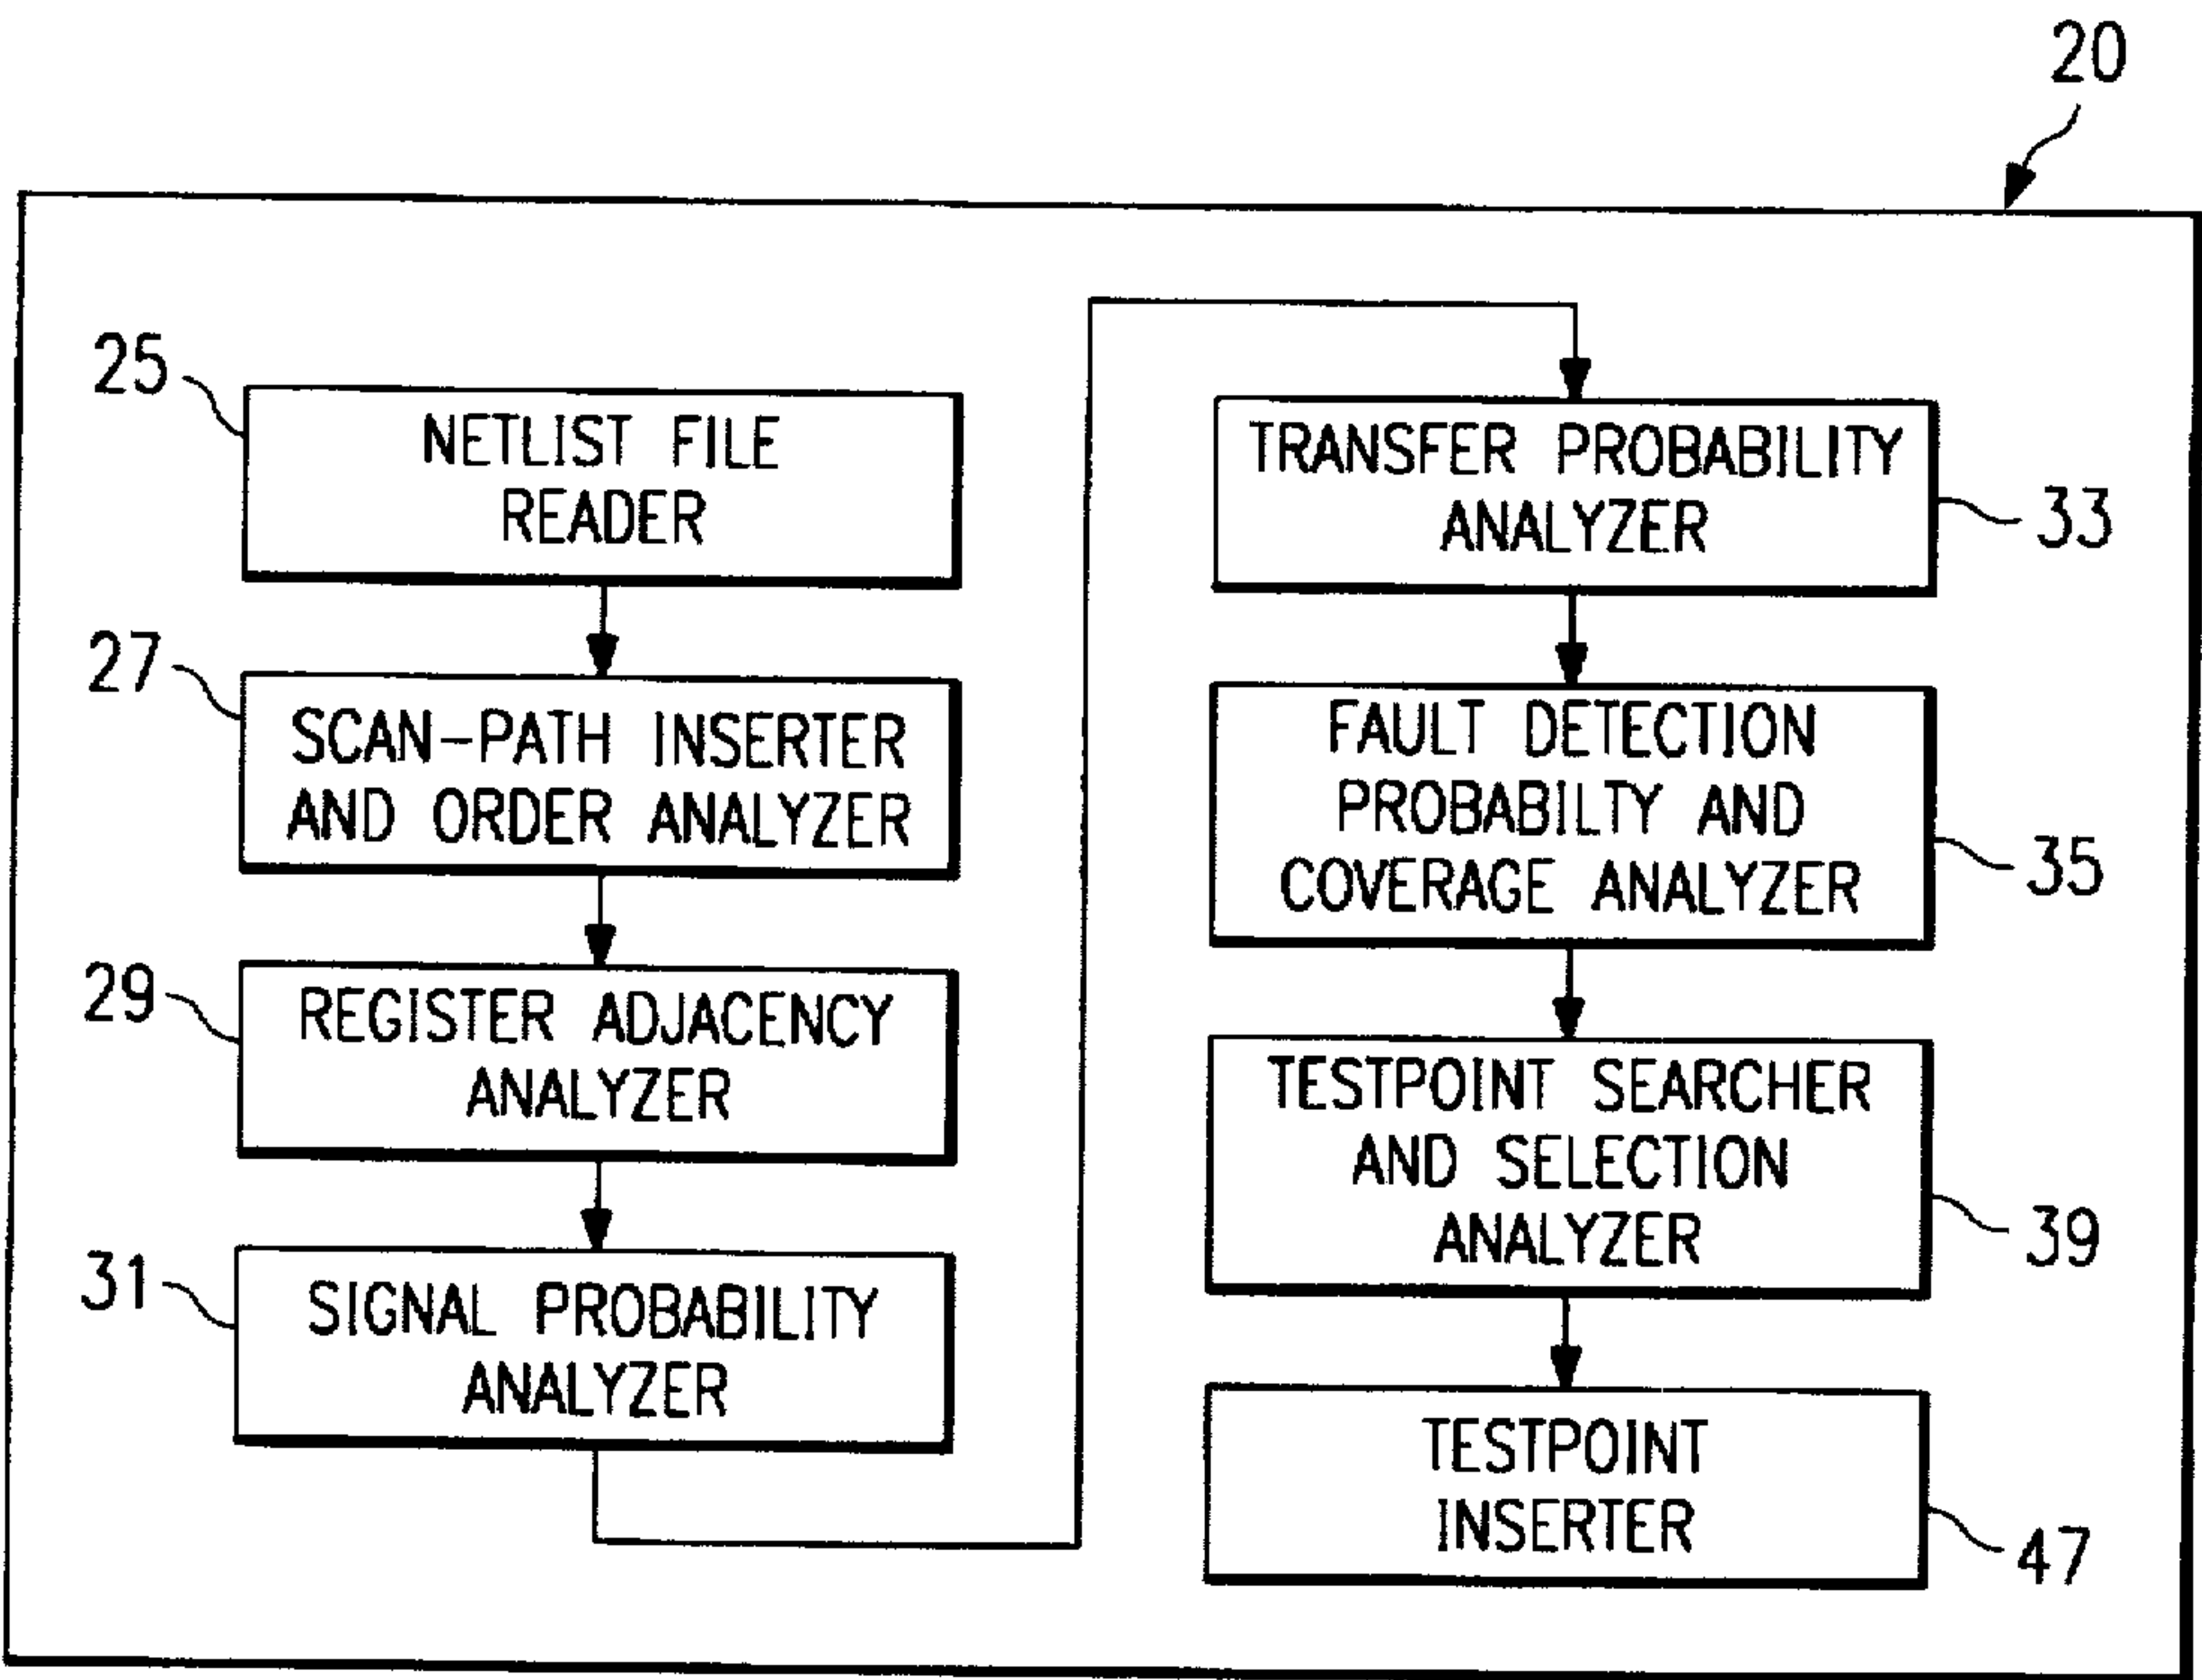 20
25
NETLIST FILE
READER
27
SCAN-PATH INSERTER
AND ORDER ANALYZER
29
REGISTER ADJACENCY
ANALYZER
31
SIGNAL PROBABILITY
ANALYZER
TRANSFER PROBABILITY
ANALYZER
33
FAULT DETECTION
PROBABILTY AND
COVERAGE ANALYZER
35
TESTPOINT SEARCHER
AND SELECTION
ANALYZER
39
TESTPOINT
INSERTER
47